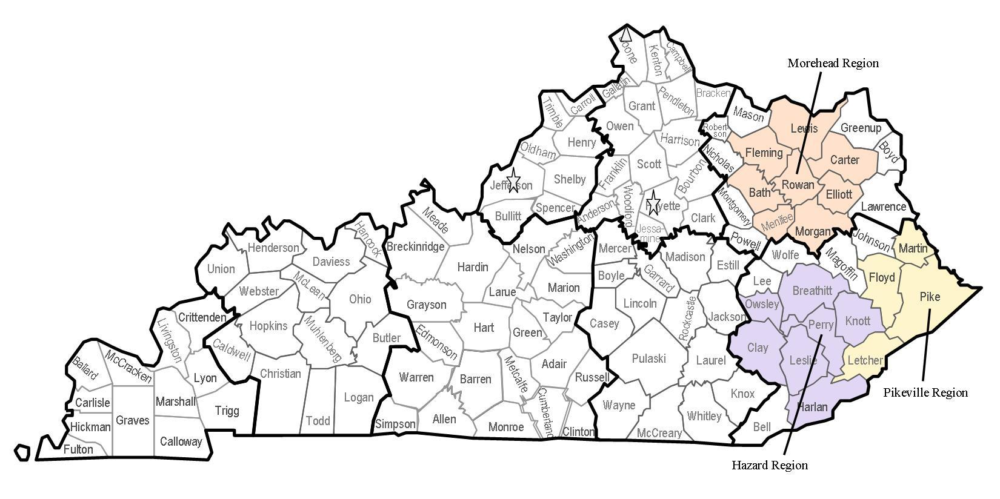 Boone
Kenton
Campbell
Morehead Region
Gallatin
Carroll
Trimble
Grant
Pendleton
Bracken
Mason
Lewis
Greenup
Owen
Robert-
son
Henry
Oldham
Harrison
Nicholas
Fleming
Carter
Boyd
Shelby
Franklin
Scott
Bourbon
Jefferson
Bath
Rowan
Elliott
Lawrence
Bullitt
Spencer
Anderson
Woodford
Fayette
Clark
Montgomery
Menifee
Morgan
Jessa-
mine
Powell
Johnson
Martin
Meade
Hancock
Breckinridge
Nelson
Washington
Mercer
Madison
Estill
Wolfe
Magoffin
Henderson
Union
Daviess
Hardin
Boyle
Garrard
Lee
Floyd
Webster
McLean
Ohio
Larue
Marion
Breathitt
Pike
Grayson
Lincoln
Rockcastle
Owsley
Crittenden
Hopkins
Muhlenberg
Taylor
Jackson
Knott
Livingston
Butler
Edmonson
Hart
Green
Casey
Perry
Caldwell
Clay
Leslie
Letcher
Ballard
McCracken
Lyon
Christian
Warren
Barren
Metcalfe
Adair
Russell
Pulaski
Laurel
Pikeville Region
Carlisle
Marshall
Trigg
Logan
Todd
Simpson
Allen
Monroe
Cumberland
Clinton
Wayne
McCreary
Whitley
Knox
Bell
Harlan
Hickman
Graves
Calloway
Fulton
Hazard Region